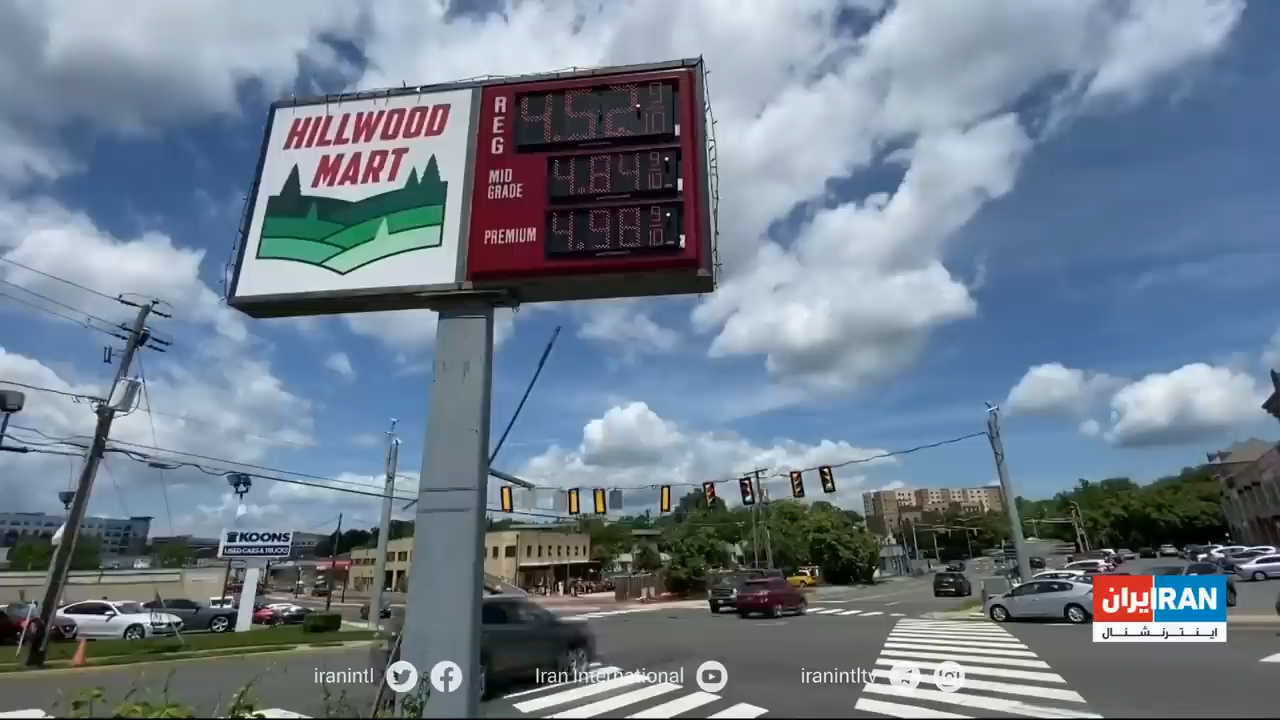 HILLWOOD
MART
REG
4.52 9/10
MID
GRADE
4.84 9/10
PREMIUM
4.98 9/10
KOONS
USED CARS & TRUCKS
ایران IRAN
اینترنشنال
iranintl
Iran International
iranintltv